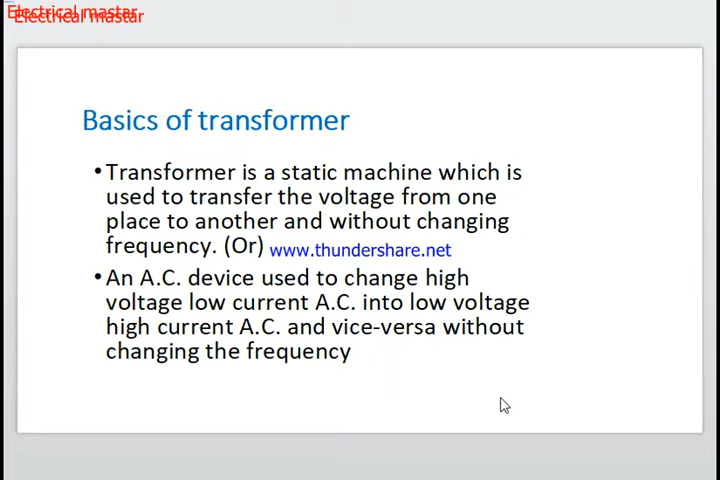 Electrical mastar
Electrical mastar
Basics of transformer
•Transformer is a static machine which is
used to transfer the voltage from one
place to another and without changing
frequency. (Or) www.thundershare.net
•An A.C. device used to change high
voltage low current A.C. into low voltage
high current A.C. and vice-versa without
changing the frequency